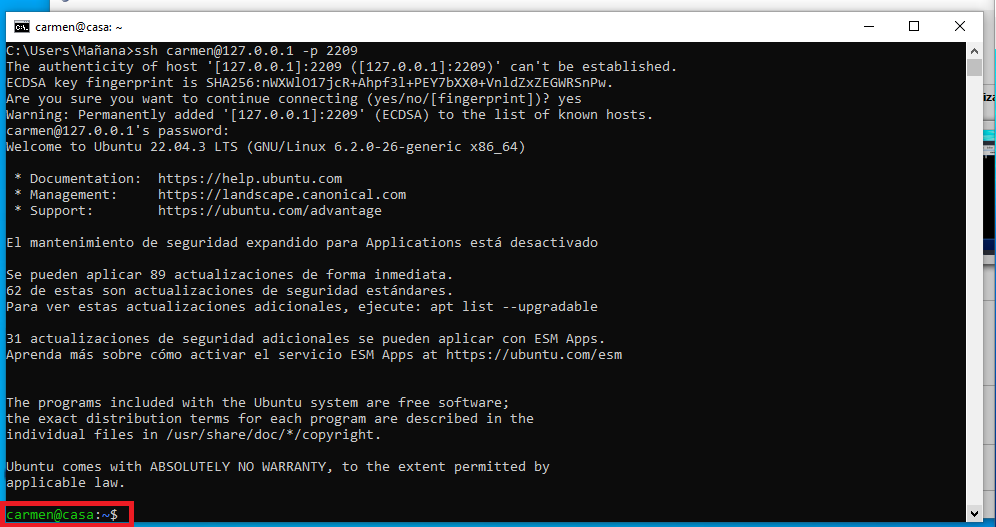 carmen@casa: ~
C:\Users\Mañana>ssh carmen@127.0.0.1 -p 2209
The authenticity of host '[127.0.0.1]:2209 ([127.0.0.1]:2209)' can't be established.
ECDSA key fingerprint is SHA256:nWXWlO17jcR+Ahpf3l+PEY7bXX0+VnldZxZEGWRSnPw.
Are you sure you want to continue connecting (yes/no/[fingerprint])? yes
Warning: Permanently added '[127.0.0.1]:2209' (ECDSA) to the list of known hosts.
carmen@127.0.0.1's password:
Welcome to Ubuntu 22.04.3 LTS (GNU/Linux 6.2.0-26-generic x86_64)
* Documentation:  https://help.ubuntu.com
* Management:     https://landscape.canonical.com
* Support:        https://ubuntu.com/advantage
El mantenimiento de seguridad expandido para Applications está desactivado
Se pueden aplicar 89 actualizaciones de forma inmediata.
62 de estas son actualizaciones de seguridad estándares.
Para ver estas actualizaciones adicionales, ejecute: apt list --upgradable
31 actualizaciones de seguridad adicionales se pueden aplicar con ESM Apps.
Aprenda más sobre cómo activar el servicio ESM Apps at https://ubuntu.com/esm
The programs included with the Ubuntu system are free software;
the exact distribution terms for each program are described in the
individual files in /usr/share/doc/*/copyright.
Ubuntu comes with ABSOLUTELY NO WARRANTY, to the extent permitted by
applicable law.
carmen@casa:~$